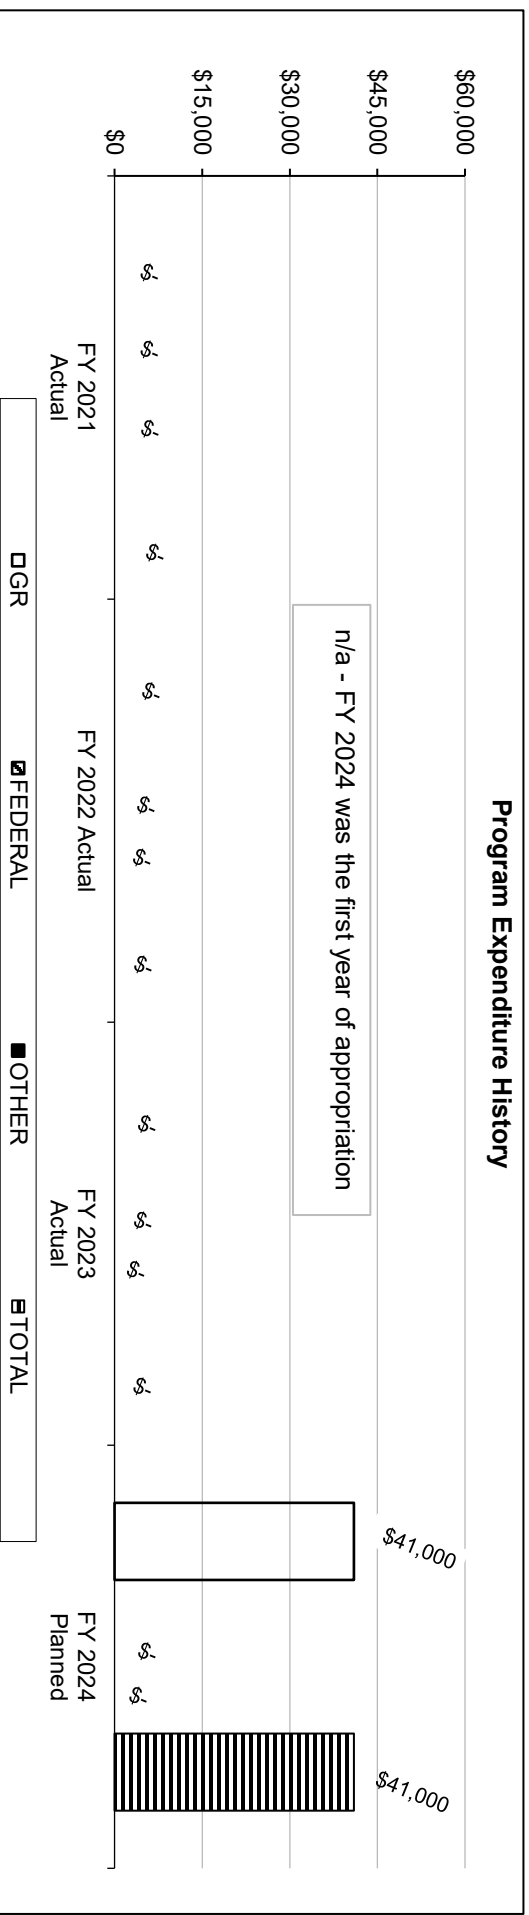 Program Expenditure History
$60,000
$45,000
$30,000
$15,000
$0
n/a - FY 2024 was the first year of appropriation
$-
$-
$-
$-
$-
$-
$-
$-
$-
$-
$-
$-
$41,000
$-
$-
$41,000
FY 2021
Actual
FY 2022 Actual
FY 2023
Actual
FY 2024
Planned
GR
FEDERAL
OTHER
TOTAL